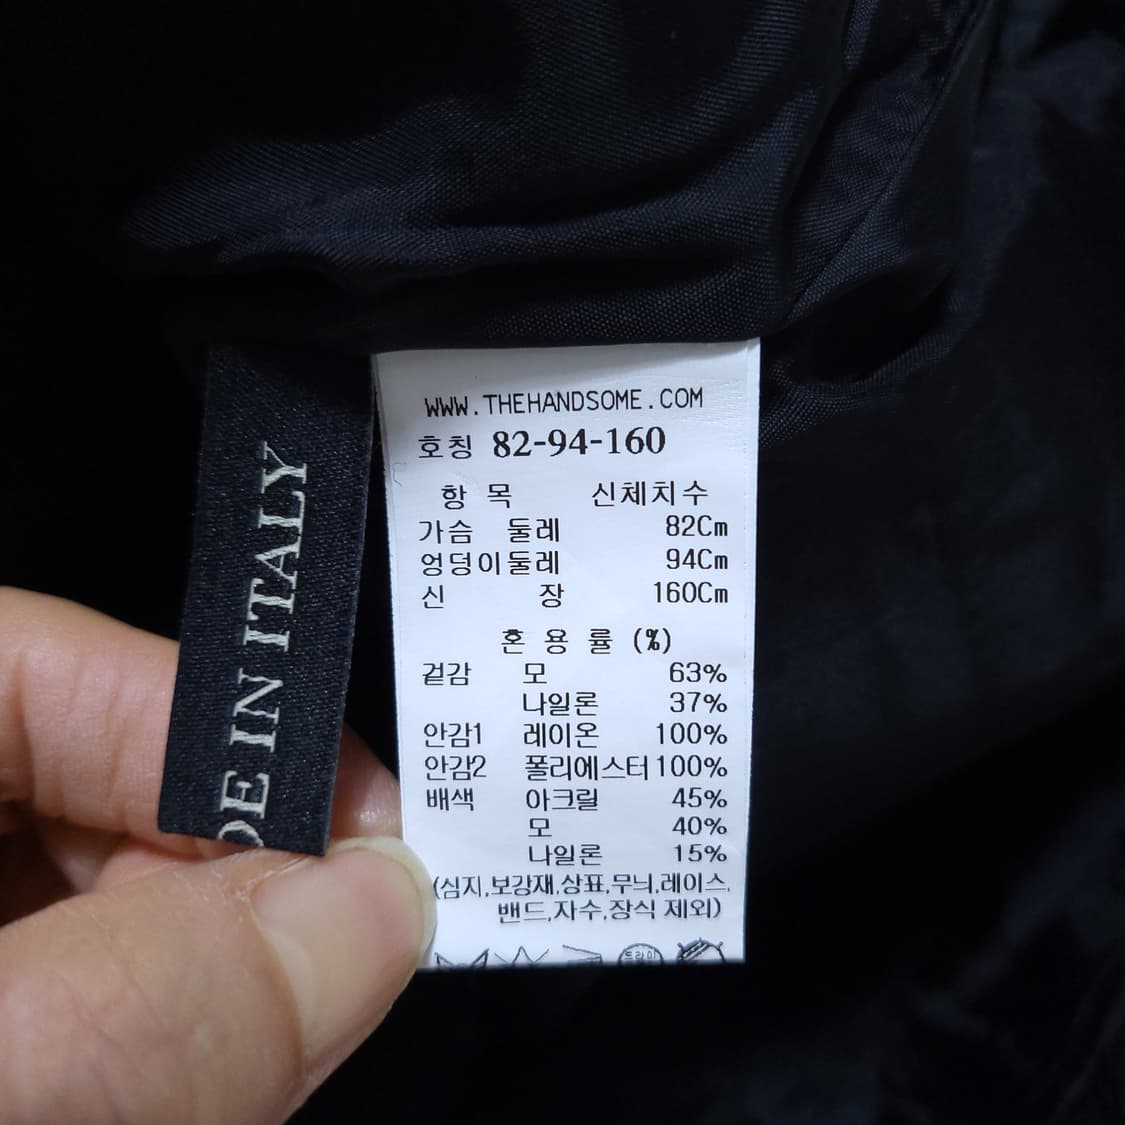 DE IN ITALY
WWW.THEHANDSOME.COM
호칭 82-94-160
항 목 신체치수
가슴 둘레 82Cm
엉덩이둘레 94Cm
신 장 160Cm
혼 용 률 (%)
겉감 모 63%
나일론 37%
안감1 레이온 100%
안감2 폴리에스터 100%
배색 아크릴 45%
모 40%
나일론 15%
(심지,보강재,상표,무늬,레이스,
밴드,자수,장식 제외)
드라이